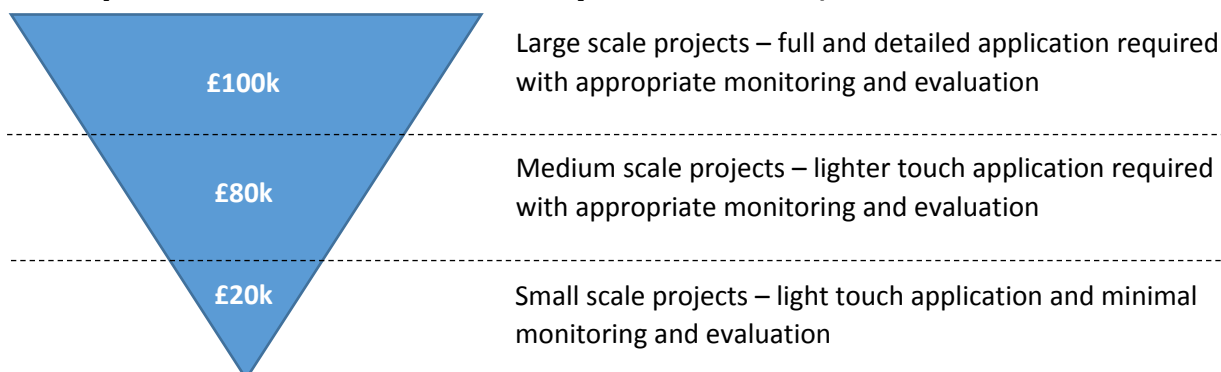 Large scale projects – full and detailed application required
£100k
with appropriate monitoring and evaluation
Medium scale projects – lighter touch application required
£80k
with appropriate monitoring and evaluation
£20k
Small scale projects – light touch application and minimal
monitoring and evaluation